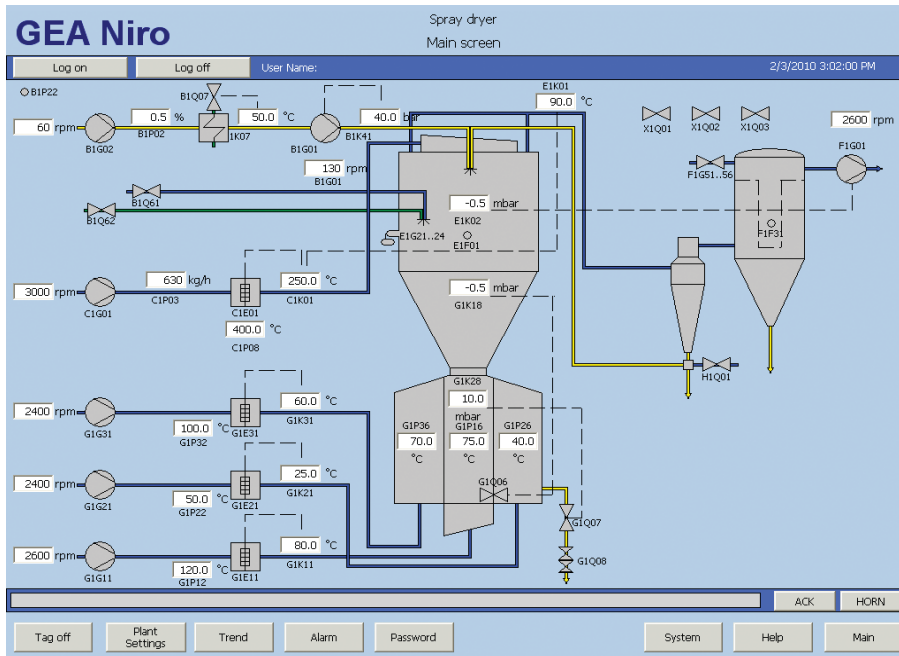 GEA Niro
Spray dryer
Main screen
Log on
Log off
User Name:
2/3/2010 3:02:00 PM
B1P22
B1Q07
E1K01
90.0 °C
0.5 %
50.0 °C
40.0 bar
60 rpm
B1G02
B1P02
1K07
B1G01
B1K41
X1Q01
X1Q02
X1Q03
2600 rpm
F1G01
130 rpm
B1G01
F1G51..56
B1Q61
B1Q62
-0.5 mbar
E1K02
E1G21..24
E1F01
F1F31
630 kg/h
250.0 °C
3000 rpm
C1G01
C1P03
C1E01
C1K01
-0.5 mbar
G1K18
400.0 °C
C1P08
G1K28
10.0
mbar
H1Q01
60.0 °C
2400 rpm
G1G31
100.0 °C
G1P32
G1E31
G1K31
G1P36
G1P16
G1P26
70.0
75.0
40.0
°C
°C
°C
25.0 °C
2400 rpm
G1G21
50.0 °C
G1P22
G1E21
G1K21
G1Q06
G1Q07
80.0 °C
2600 rpm
G1G11
120.0 °C
G1P12
G1E11
G1K11
G1Q08
ACK
HORN
Tag off
Plant
Settings
Trend
Alarm
Password
System
Help
Main